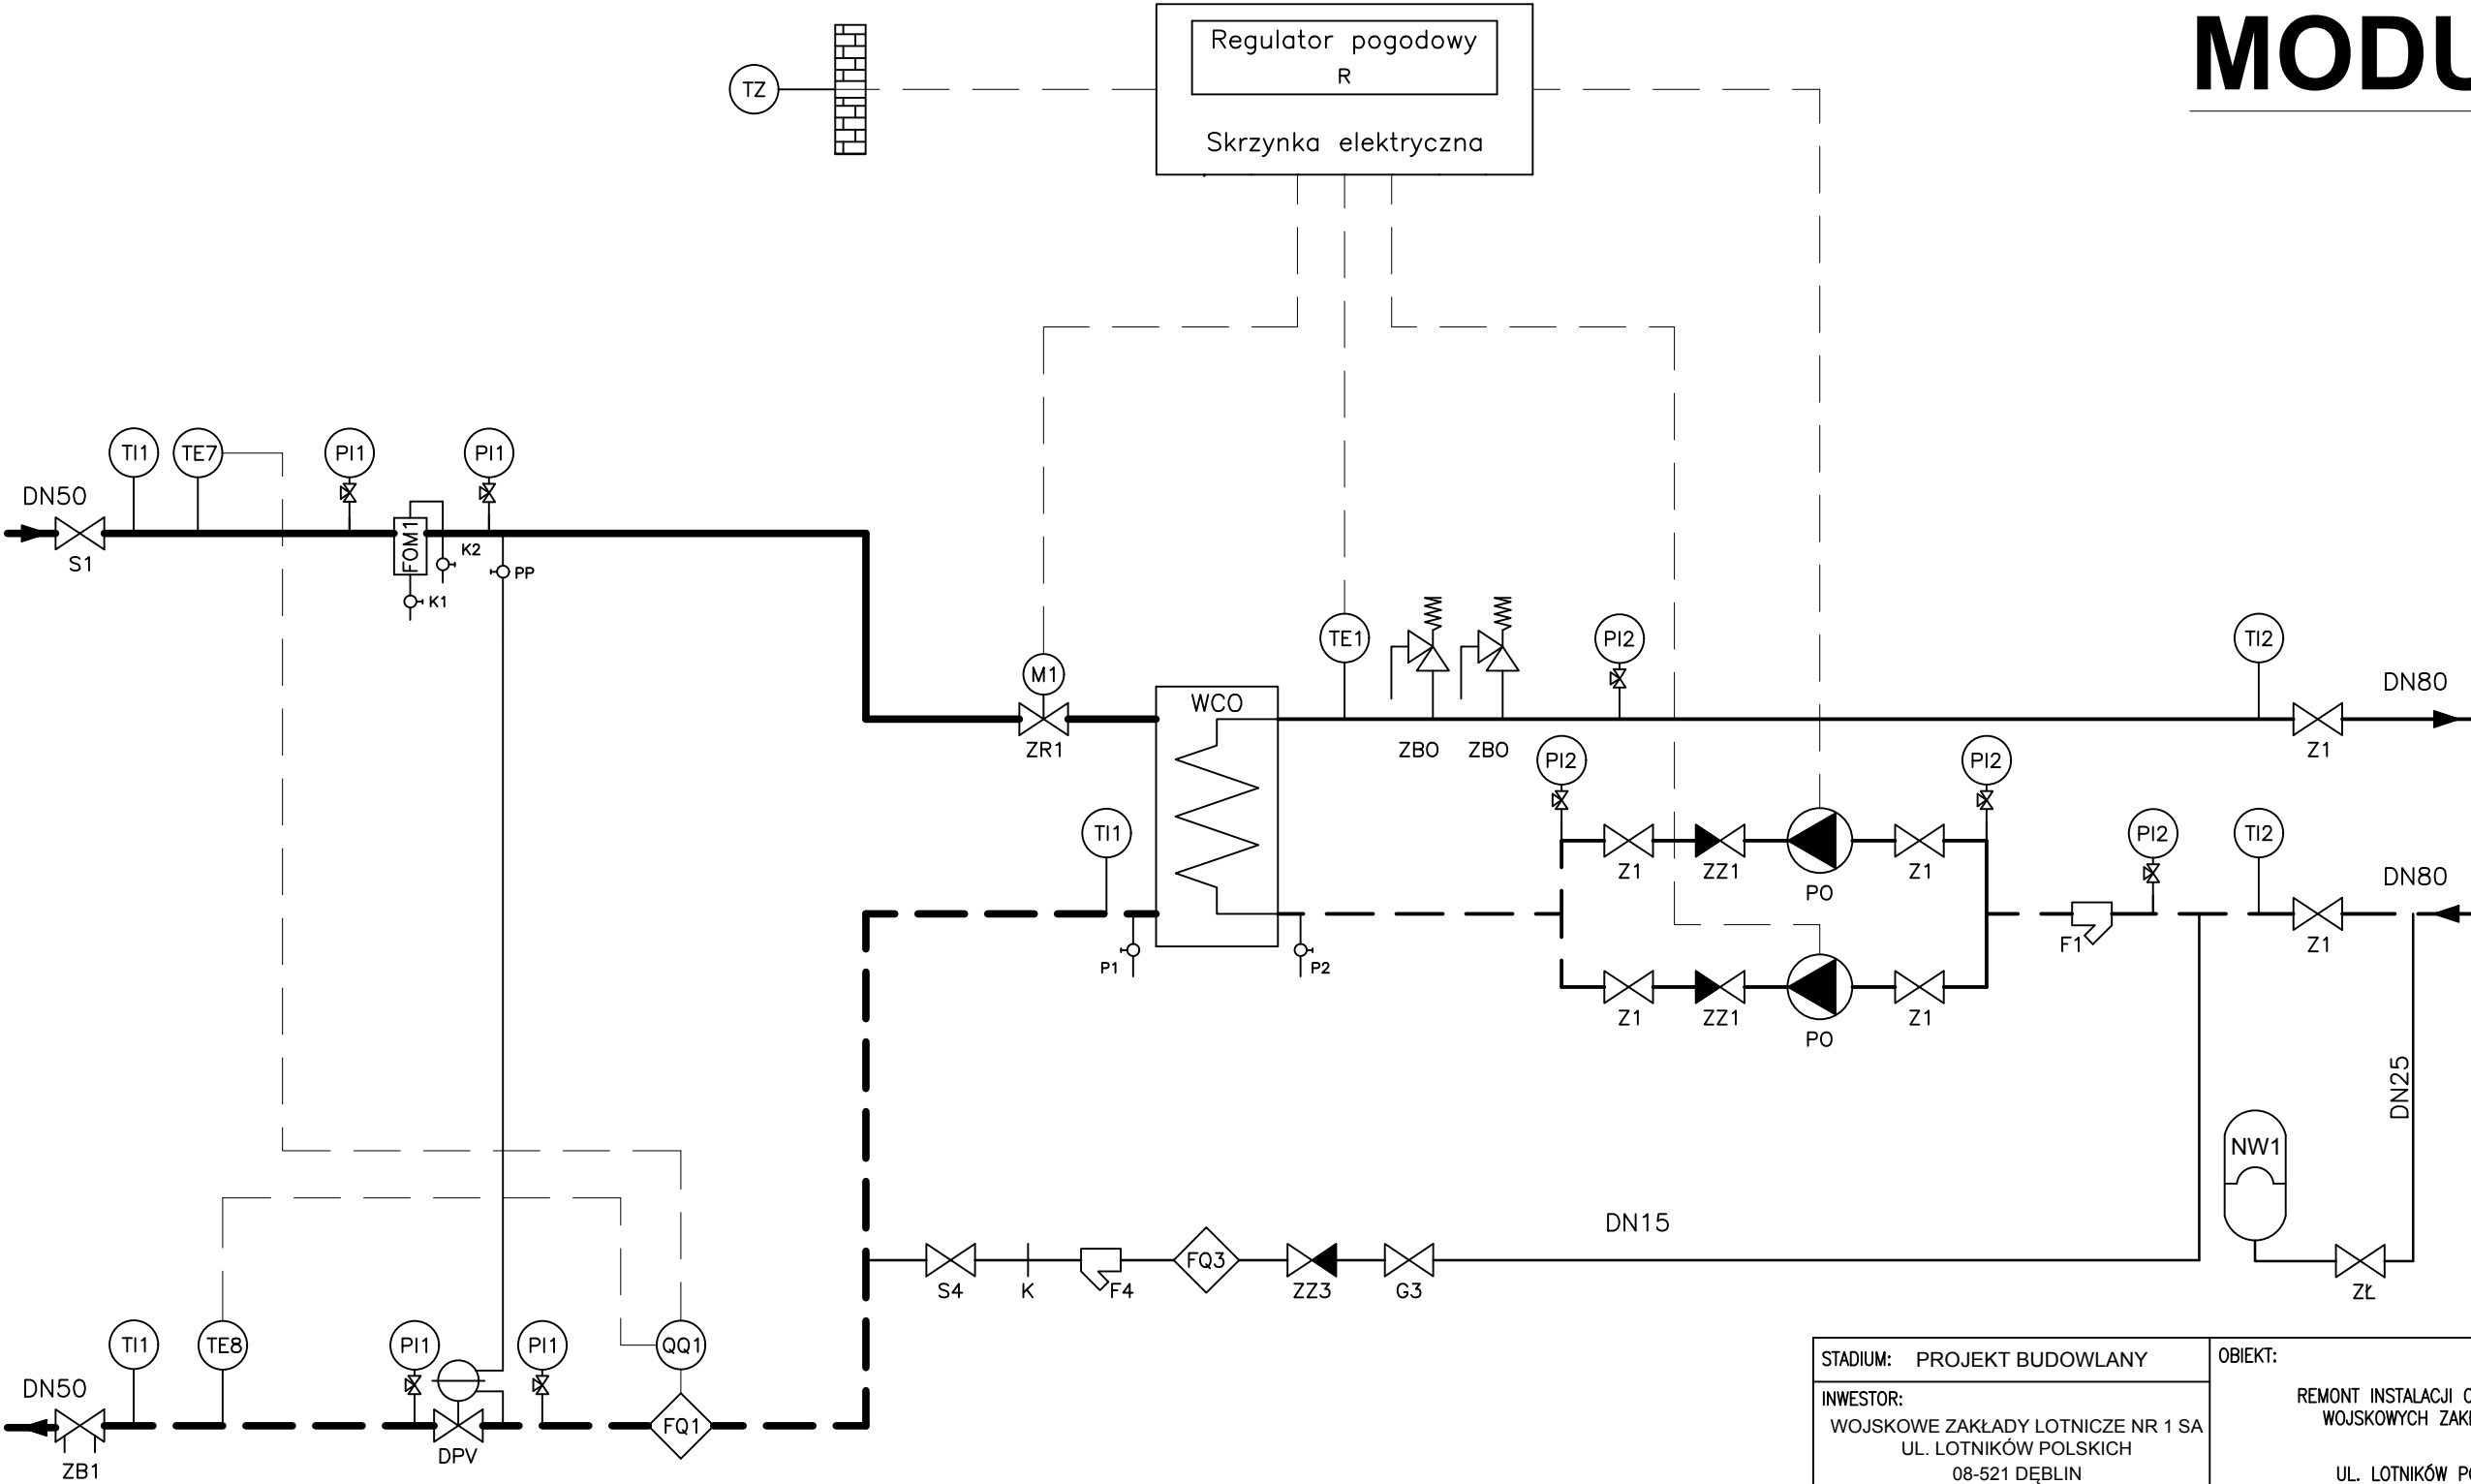 MODU
Regulator pogodowy
R
Skrzynka elektryczna
TZ
TI1
TE7
PI1
PI1
DN50
S1
FOM1
K2
K1
PP
M1
ZR1
WCO
TE1
ZBO
ZBO
PI2
TI2
DN80
Z1
PI2
PI2
TI1
P1
P2
Z1
ZZ1
PO
Z1
PI2
TI2
DN80
F1
Z1
Z1
ZZ1
PO
Z1
DN25
NW1
ZŁ
DN15
S4
K
F4
FQ3
ZZ3
G3
TI1
TE8
PI1
PI1
QQ1
DN50
ZB1
DPV
FQ1
STADIUM: PROJEKT BUDOWLANY
INWESTOR:
WOJSKOWE ZAKŁADY LOTNICZE NR 1 SA
UL. LOTNIKÓW POLSKICH
08-521 DĘBLIN
OBIEKT:
REMONT INSTALACJI
WOJSKOWYCH ZAK
UL. LOTNIKÓW P